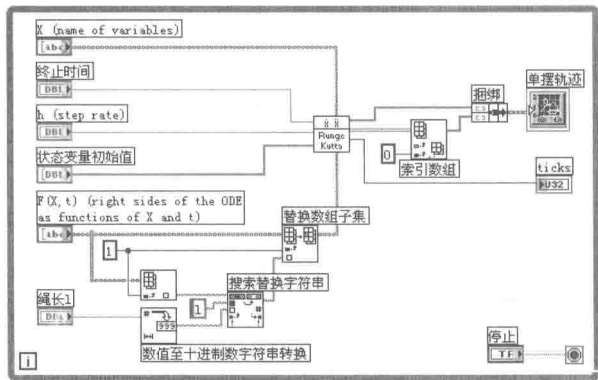 X (name of variables)
[abc]
终止时间
DBL
h (step rate)
DBL
状态变量初始值
DBL
F(X,t) (right sides of the ODE
as functions of X and t)
[abc]
绳长l
DBL
1
999
数值至十进制数字符串转换
搜索替换字符串
l
替换数组子集
X X
Runge
Kutta
0
索引数组
捆绑
单摆轨迹
ticks
U32
停止
TF
i